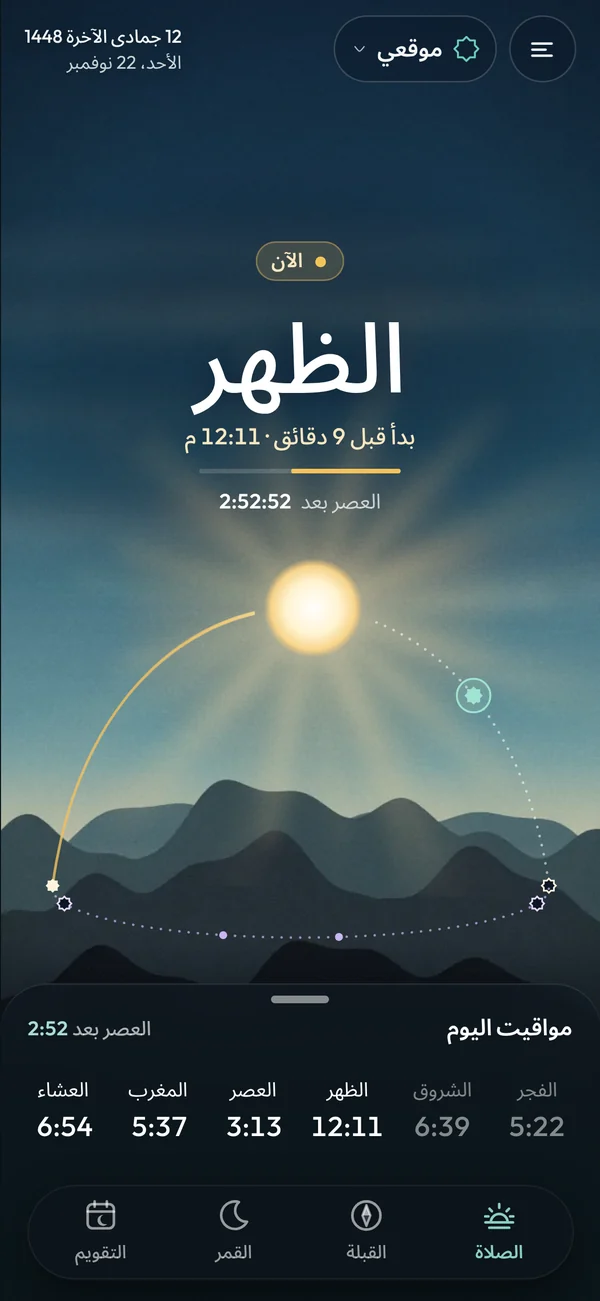 موقعي
12 جمادى الآخرة 1448
الأحد، 22 نوفمبر
الآن
الظهر
بدأ قبل 9 دقائق · 12:11 م
العصر بعد 2:52:52
مواقيت اليوم
العصر بعد 2:52
الفجر الشروق الظهر العصر المغرب العشاء
5:22 6:39 12:11 3:13 5:37 6:54
الصلاة القبلة القمر التقويم